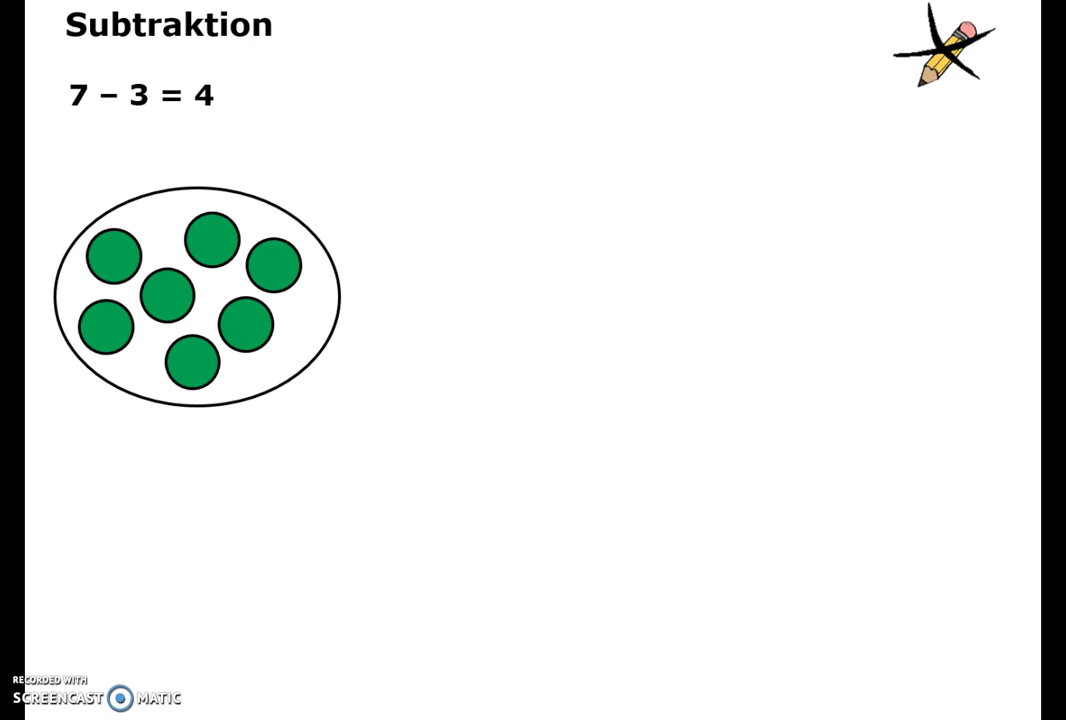 Subtraktion
7 – 3 = 4
RECORDED WITH
SCREENCAST MATIC